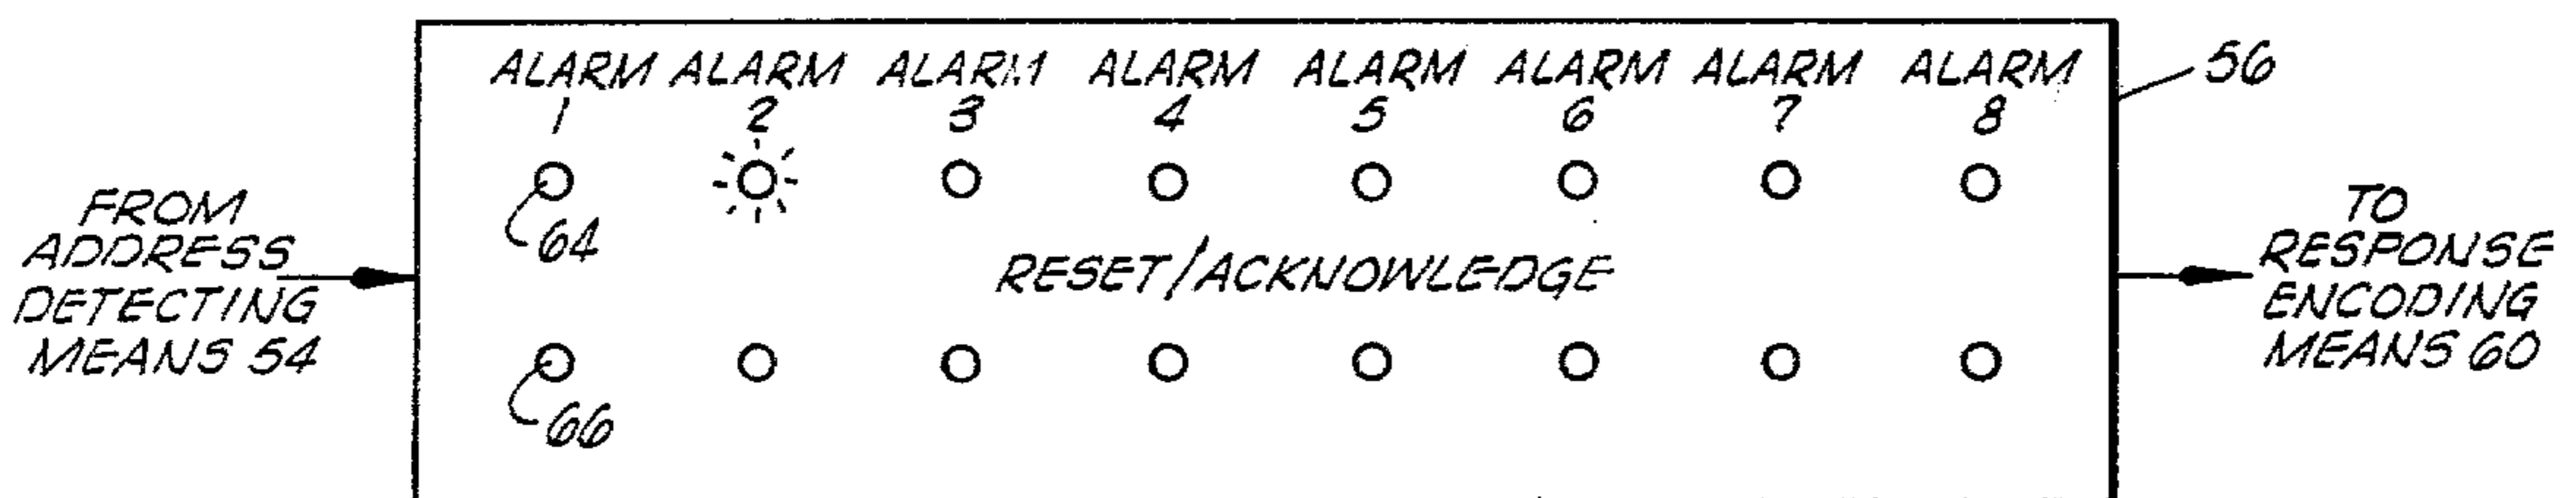 ALARM ALARM ALARM ALARM ALARM ALARM ALARM ALARM
1 2 3 4 5 6 7 8
56
FROM
ADDRESS
DETECTING
MEANS 54
64
RESET/ACKNOWLEDGE
66
TO
RESPONSE
ENCODING
MEANS 60